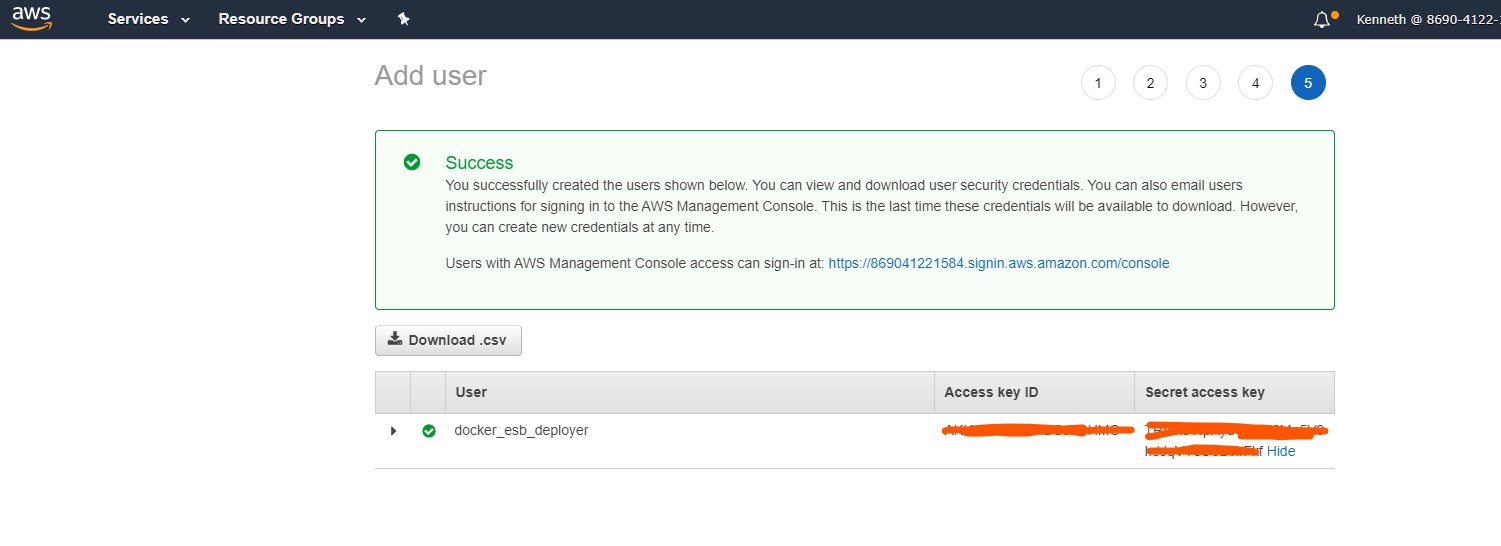 aws Services Resource Groups Kenneth @ 8690-4122-
Add user 1 2 3 4 5
Success
You successfully created the users shown below. You can view and download user security credentials. You can also email users
instructions for signing in to the AWS Management Console. This is the last time these credentials will be available to download. However,
you can create new credentials at any time.
Users with AWS Management Console access can sign-in at: https://869041221584.signin.aws.amazon.com/console
Download .csv
User Access key ID Secret access key
docker_esb_deployer
Hide